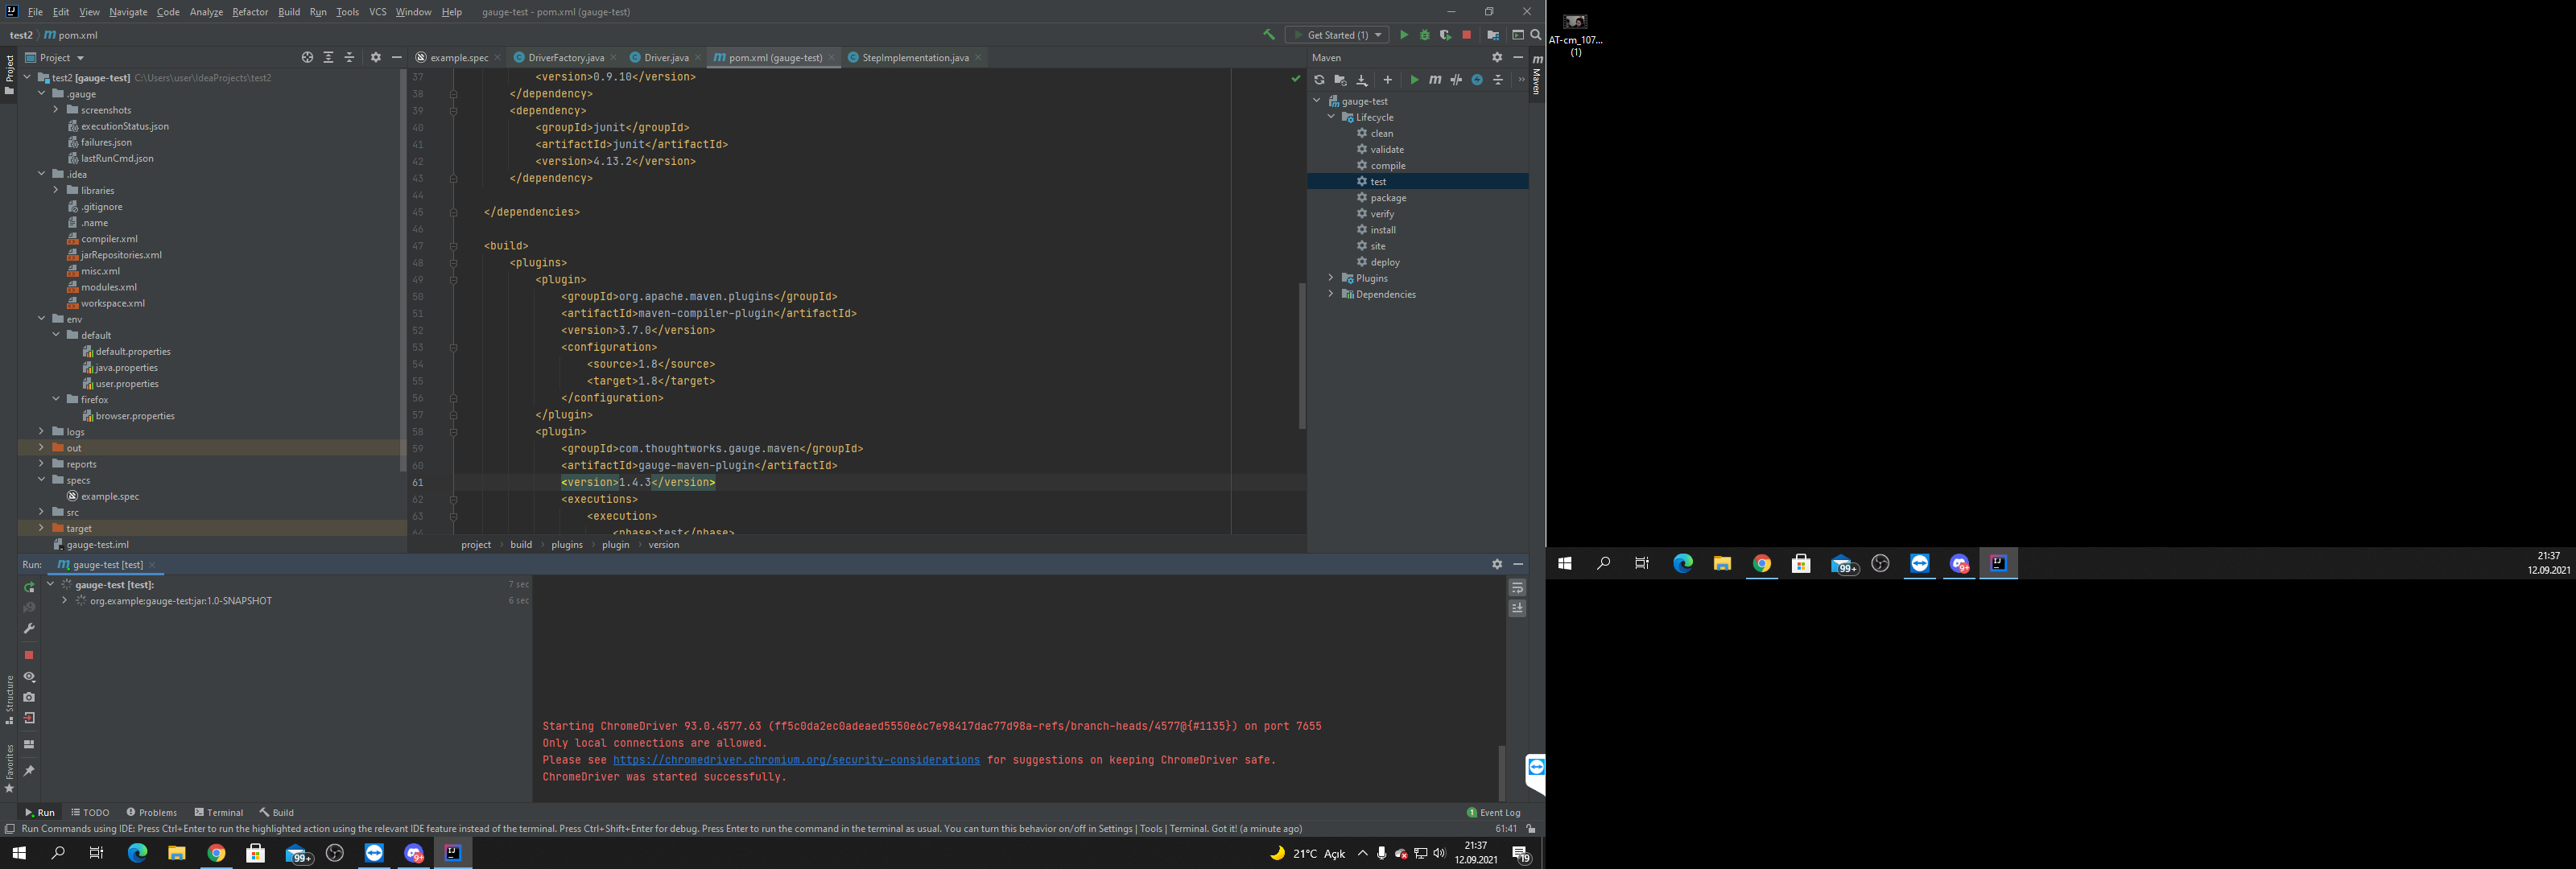 File Edit View Navigate Code Analyze Refactor Build Run Tools VCS Window Help gauge-test - pom.xml (gauge-test)
test2 pom.xml
Get Started (1)
Project
example.spec
DriverFactory.java
Driver.java
pom.xml (gauge-test)
StepImplementation.java
Project
test2 [gauge-test] C:\Users\user\IdeaProjects\test2
.gauge
screenshots
executionStatus.json
failures.json
lastRunCmd.json
.idea
libraries
.gitignore
.name
compiler.xml
jarRepositories.xml
misc.xml
modules.xml
workspace.xml
env
default
default.properties
java.properties
user.properties
firefox
browser.properties
logs
out
reports
specs
example.spec
src
target
gauge-test.iml
37 <version>0.9.10</version>
38 </dependency>
39 <dependency>
40 <groupId>junit</groupId>
41 <artifactId>junit</artifactId>
42 <version>4.13.2</version>
43 </dependency>
44
45 </dependencies>
46
47 <build>
48 <plugins>
49 <plugin>
50 <groupId>org.apache.maven.plugins</groupId>
51 <artifactId>maven-compiler-plugin</artifactId>
52 <version>3.7.0</version>
53 <configuration>
54 <source>1.8</source>
55 <target>1.8</target>
56 </configuration>
57 </plugin>
58 <plugin>
59 <groupId>com.thoughtworks.gauge.maven</groupId>
60 <artifactId>gauge-maven-plugin</artifactId>
61 <version>1.4.3</version>
62 <executions>
63 <execution>
64 <phase>test</phase>
project build plugins plugin version
Maven
Maven
gauge-test
Lifecycle
clean
validate
compile
test
package
verify
install
site
deploy
Plugins
Dependencies
Run: gauge-test [test]
gauge-test [test]: 7 sec
org.example:gauge-test:jar:1.0-SNAPSHOT 6 sec
Structure
Favorites
Starting ChromeDriver 93.0.4577.63 (ff5c0da2ec0adeaed5550e6c7e98417dac77d98a-refs/branch-heads/4577@{#1135}) on port 7655
Only local connections are allowed.
Please see https://chromedriver.chromium.org/security-considerations for suggestions on keeping ChromeDriver safe.
ChromeDriver was started successfully.
Run TODO Problems Terminal Build 1 Event Log
Run Commands using IDE: Press Ctrl+Enter to run the highlighted action using the relevant IDE feature instead of the terminal. Press Ctrl+Shift+Enter for debug. Press Enter to run the command in the terminal as usual. You can turn this behavior on/off in Settings | Tools | Terminal. Got it! (a minute ago) 61:41
99+ 9+ 21°C Açık 21:37
12.09.2021 19
AT-cm_107...
(1)
99+ 9+ 21:37
12.09.2021